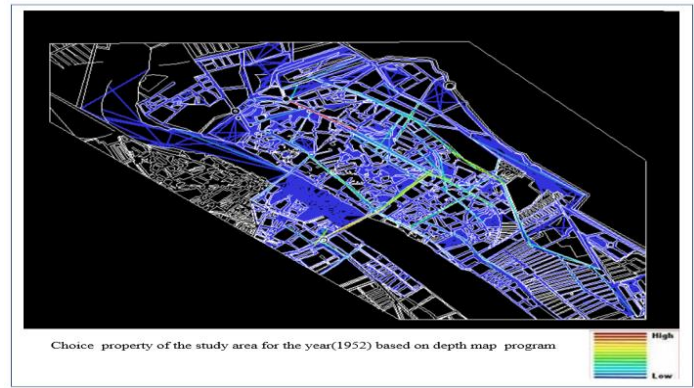 Choice property of the study area for the year(1952) based on depth map program
High
Low